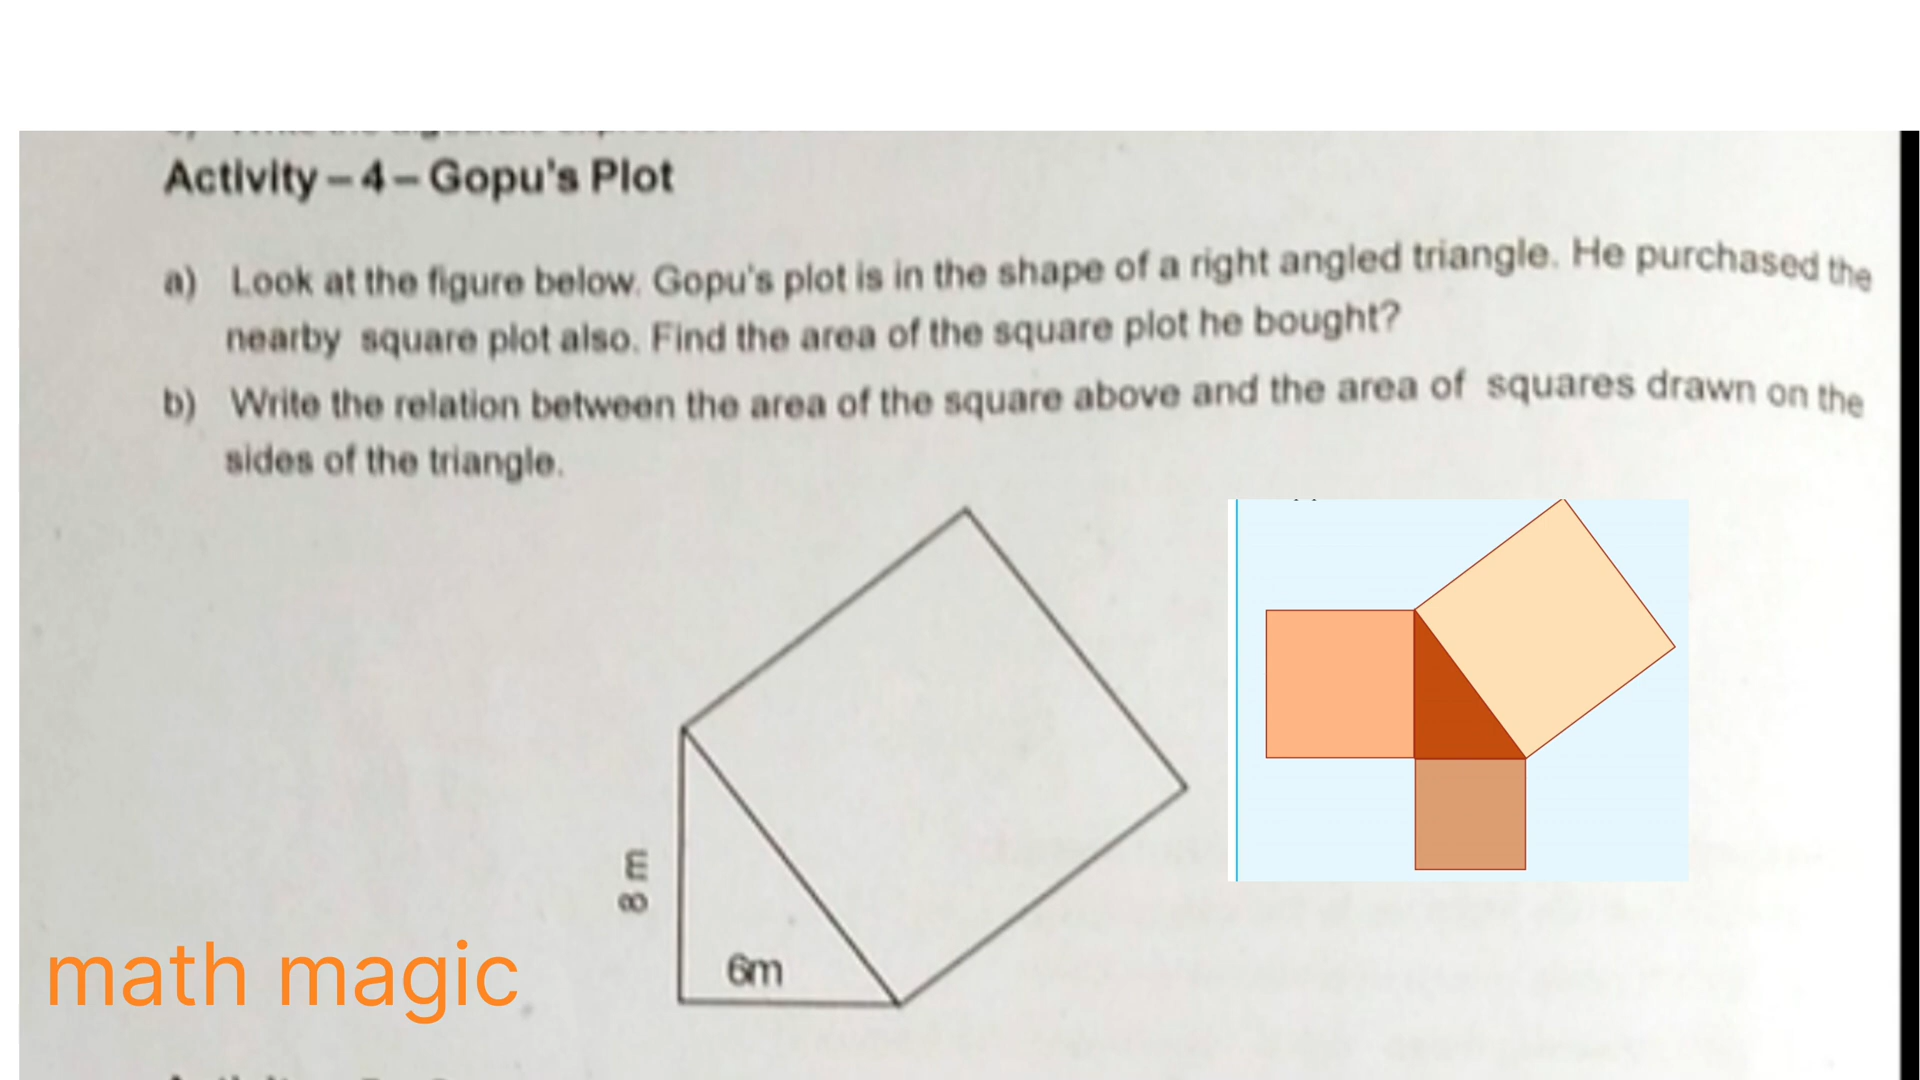 Activity – 4 – Gopu's Plot
a) Look at the figure below. Gopu's plot is in the shape of a right angled triangle. He purchased the
nearby square plot also. Find the area of the square plot he bought?
b) Write the relation between the area of the square above and the area of squares drawn on the
sides of the triangle.
8 m
6m
math magic